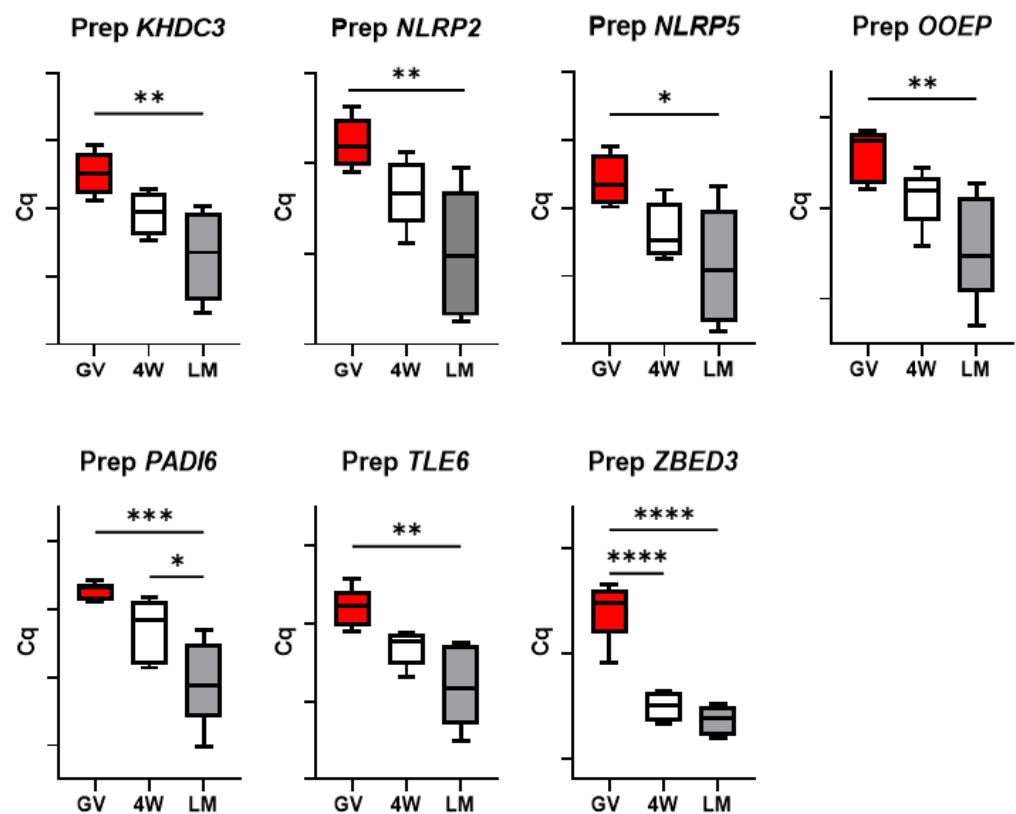 Prep KHDC3
Prep NLRP2
Prep NLRP5
Prep OOEP
**
**
*
**
Cq
Cq
Cq
Cq
GV 4W LM
GV 4W LM
GV 4W LM
GV 4W LM
Prep PADI6
Prep TLE6
Prep ZBED3
***
*
**
****
****
Cq
Cq
Cq
GV 4W LM
GV 4W LM
GV 4W LM